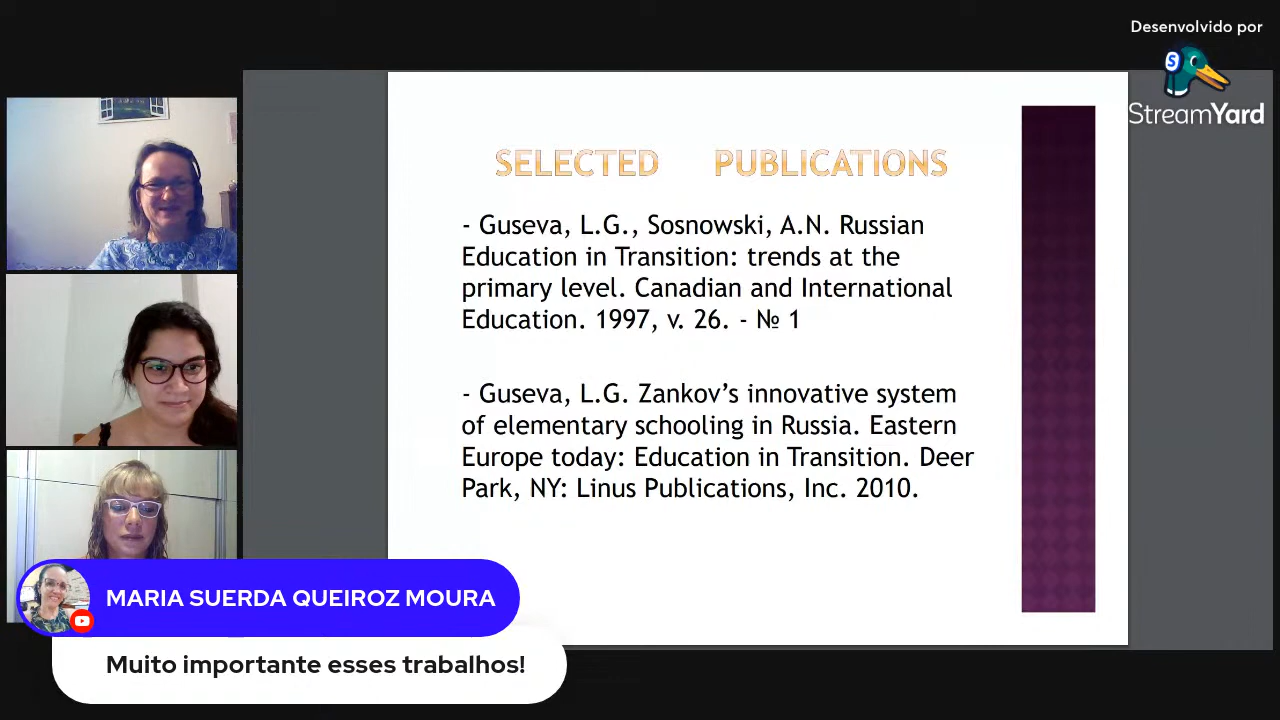 Desenvolvido por
StreamYard
SELECTED PUBLICATIONS
- Guseva, L.G., Sosnowski, A.N. Russian
Education in Transition: trends at the
primary level. Canadian and International
Education. 1997, v. 26. - № 1
- Guseva, L.G. Zankov’s innovative system
of elementary schooling in Russia. Eastern
Europe today: Education in Transition. Deer
Park, NY: Linus Publications, Inc. 2010.
MARIA SUERDA QUEIROZ MOURA
Muito importante esses trabalhos!